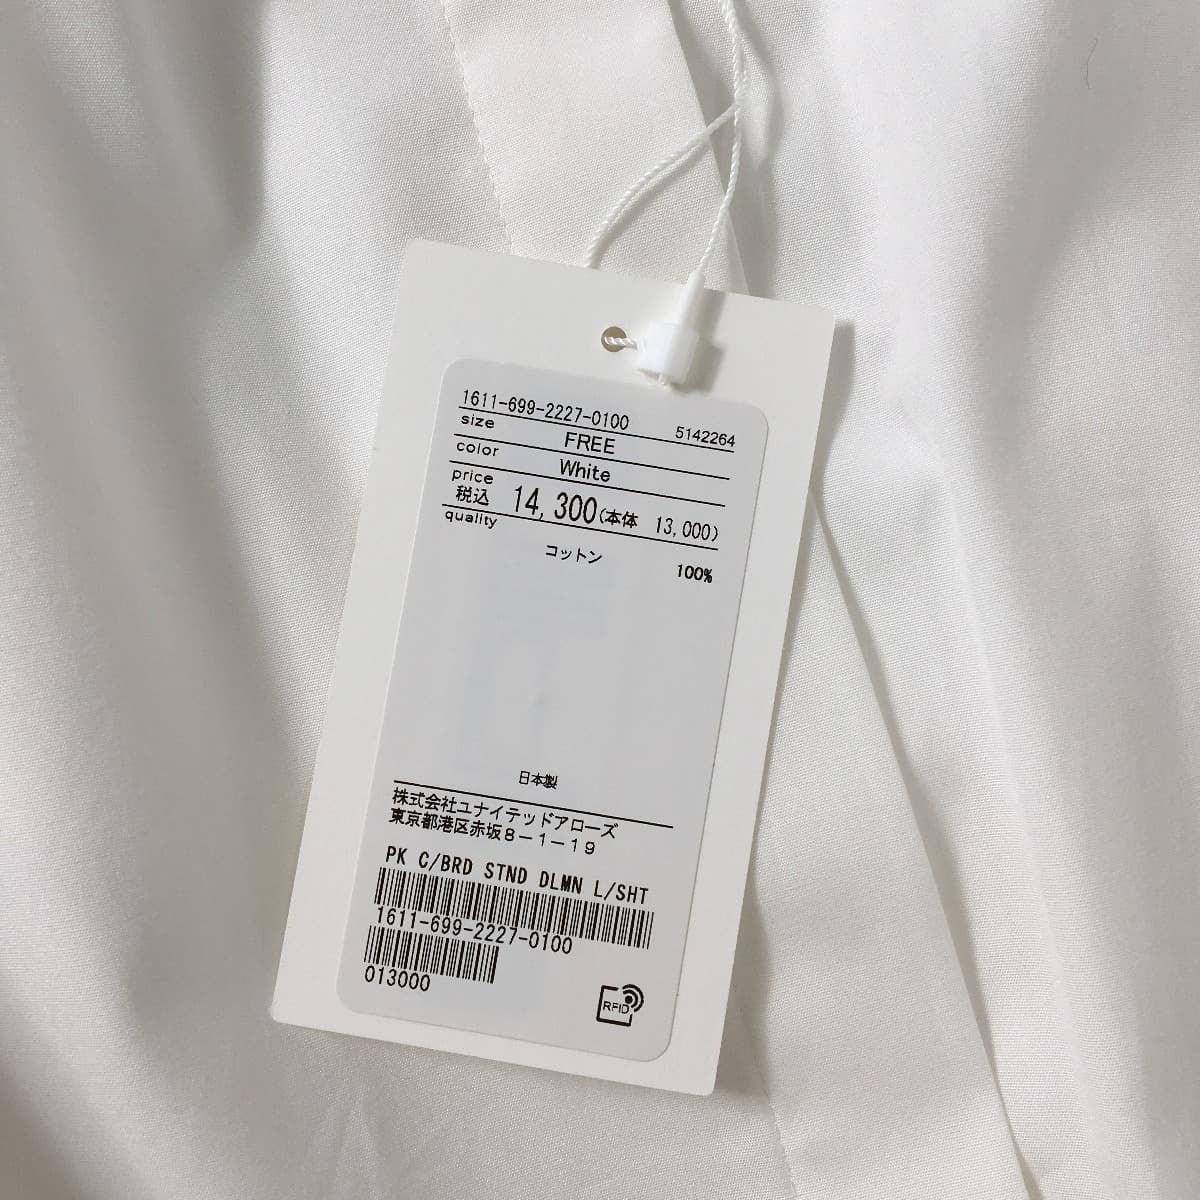 1611-699-2227-0100 5142264
size FREE
color White
price
税込 14,300(本体 13,000)
quality
コットン 100%
日本製
株式会社ユナイテッドアローズ
東京都港区赤坂8-1-19
PK C/BRD STND DLMN L/SHT
1611-699-2227-0100
013000
RFID